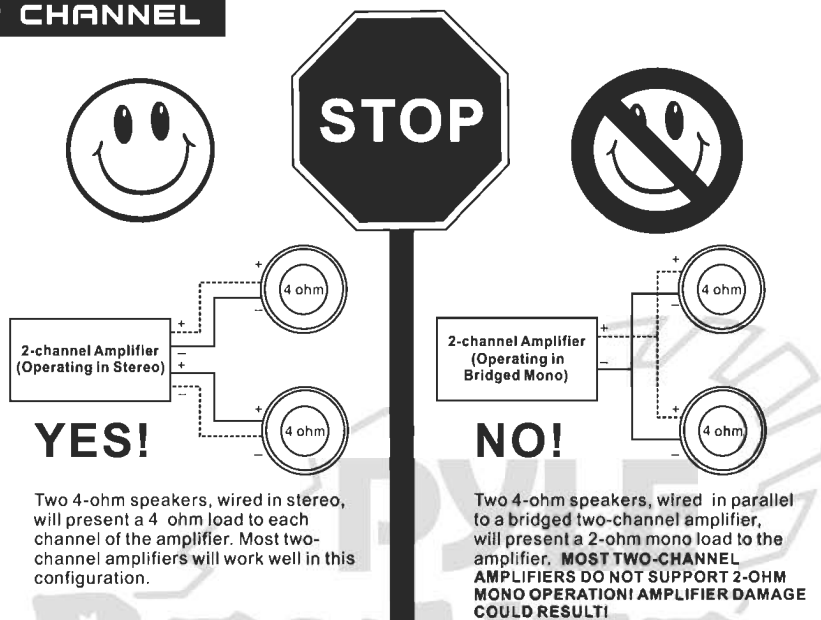 CHANNEL
STOP
+
4 ohm
–
2-channel Amplifier
(Operating in Stereo)
+
–
+
–
+
4 ohm
–
YES!
Two 4-ohm speakers, wired in stereo,
will present a 4 ohm load to each
channel of the amplifier. Most two-
channel amplifiers will work well in this
configuration.
+
4 ohm
–
2-channel Amplifier
(Operating in
Bridged Mono)
+
–
+
4 ohm
–
NO!
Two 4-ohm speakers, wired in parallel
to a bridged two-channel amplifier,
will present a 2-ohm mono load to the
amplifier. MOST TWO-CHANNEL
AMPLIFIERS DO NOT SUPPORT 2-OHM
MONO OPERATION! AMPLIFIER DAMAGE
COULD RESULT!
PYLE